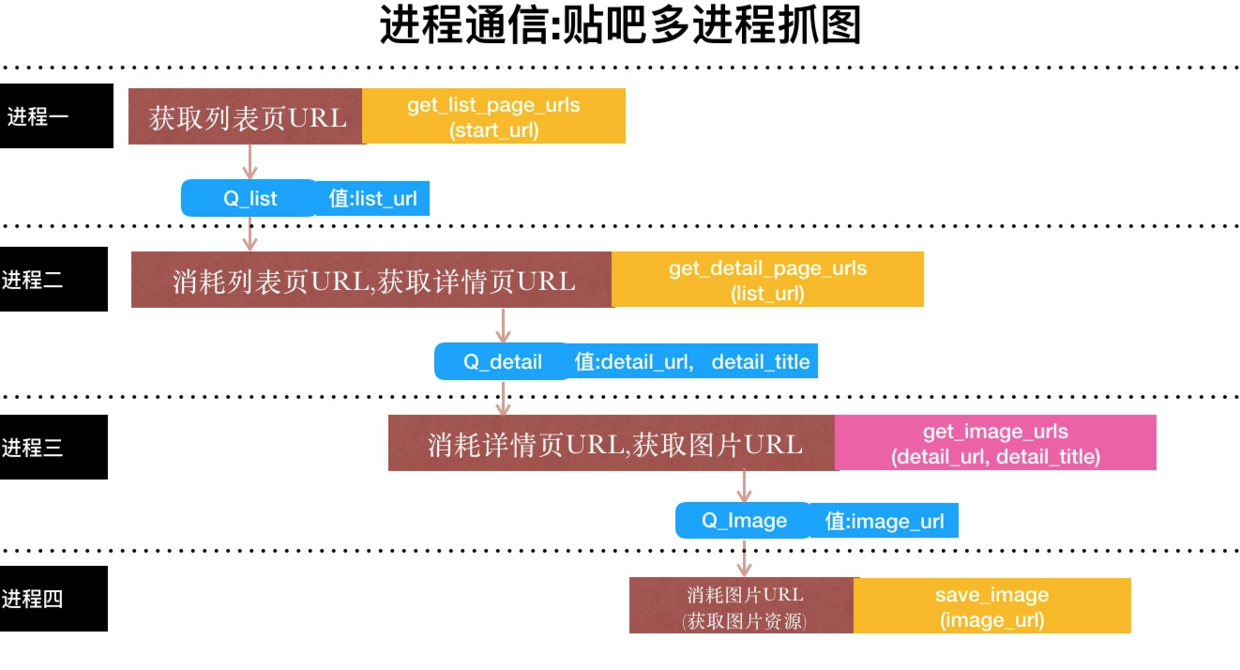 进程通信:贴吧多进程抓图
进程一
获取列表页URL
get_list_page_urls
(start_url)
Q_list
值:list_url
进程二
消耗列表页URL,获取详情页URL
get_detail_page_urls
(list_url)
Q_detail
值:detail_url, detail_title
进程三
消耗详情页URL,获取图片URL
get_image_urls
(detail_url, detail_title)
Q_Image
值:image_url
进程四
消耗图片URL
(获取图片资源)
save_image
(image_url)